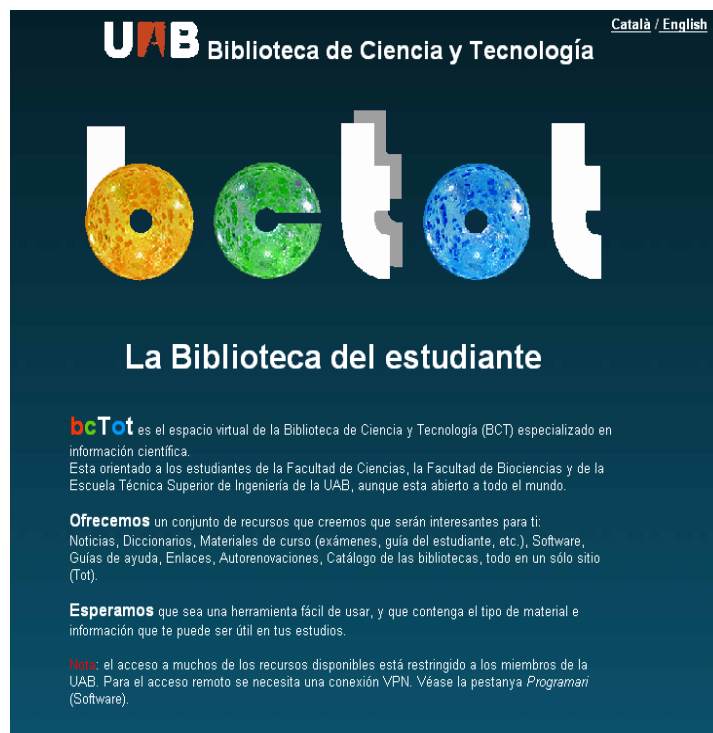 Català / English
UAB Biblioteca de Ciencia y Tecnología
bctot
La Biblioteca del estudiante
bcTot es el espacio virtual de la Biblioteca de Ciencia y Tecnología (BCT) especializado en
información científica.
Esta orientado a los estudiantes de la Facultad de Ciencias, la Facultad de Biociencias y de la
Escuela Técnica Superior de Ingeniería de la UAB, aunque esta abierto a todo el mundo.
Ofrecemos un conjunto de recursos que creemos que serán interesantes para ti:
Noticias, Diccionarios, Materiales de curso (exámenes, guía del estudiante, etc.), Software,
Guías de ayuda, Enlaces, Autorenovaciones, Catálogo de las bibliotecas, todo en un sólo sitio
(Tot).
Esperamos que sea una herramienta fácil de usar, y que contenga el tipo de material e
información que te puede ser útil en tus estudios.
Nota: el acceso a muchos de los recursos disponibles está restringido a los miembros de la
UAB. Para el acceso remoto se necesita una conexión VPN. Véase la pestanya Programari
(Software).